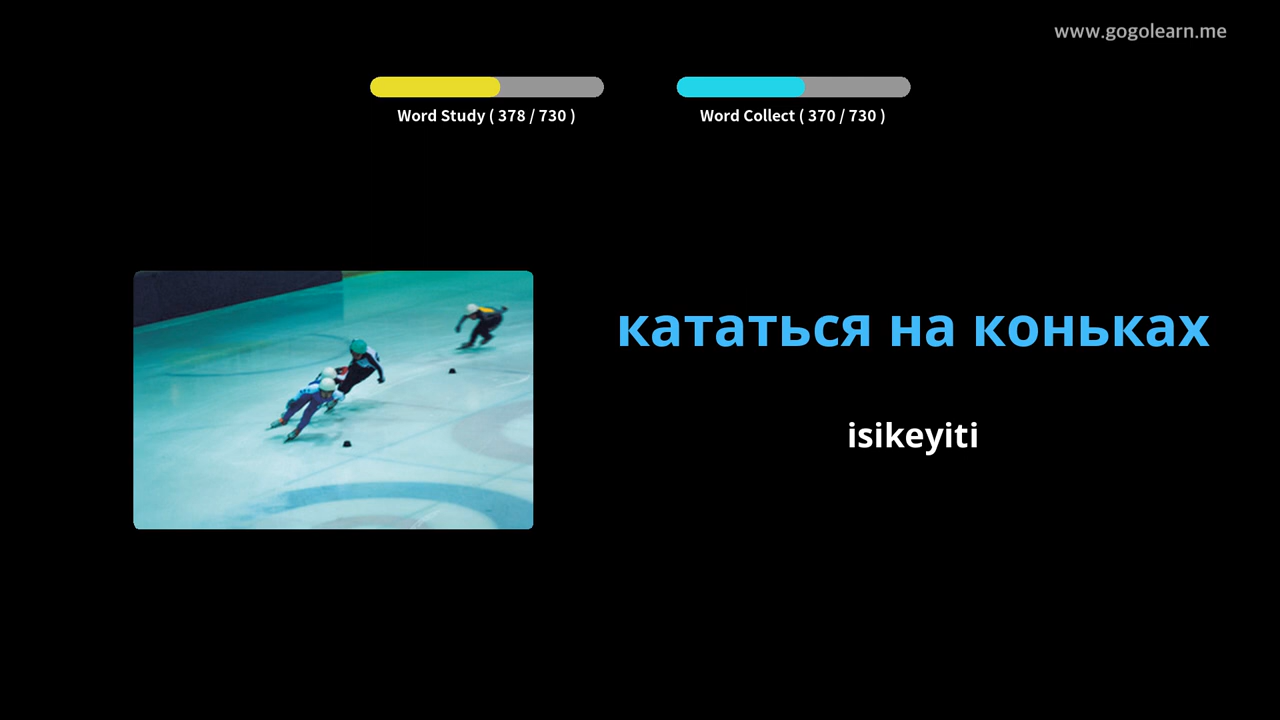 www.gogolearn.me
Word Study ( 378 / 730 )
Word Collect ( 370 / 730 )
кататься на коньках
isikeyiti